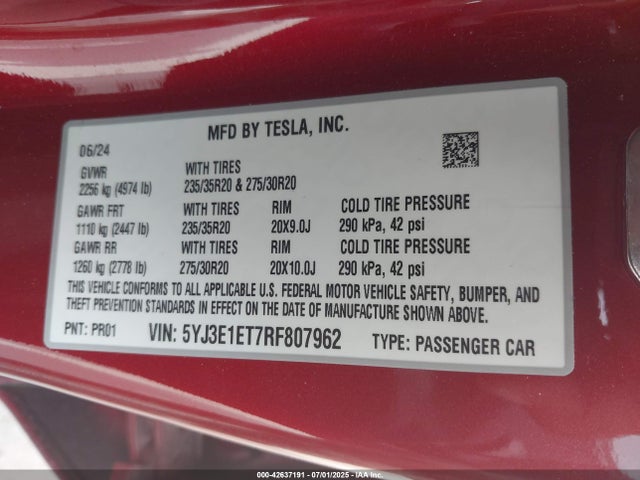 MFD BY TESLA, INC.
06/24
GVWR WITH TIRES
2256 kg (4974 lb) 235/35R20 & 275/30R20
GAWR FRT WITH TIRES RIM COLD TIRE PRESSURE
1110 kg (2447 lb) 235/35R20 20X9.0J 290 kPa, 42 psi
GAWR RR WITH TIRES RIM COLD TIRE PRESSURE
1260 kg (2778 lb) 275/30R20 20X10.0J 290 kPa, 42 psi
THIS VEHICLE CONFORMS TO ALL APPLICABLE U.S. FEDERAL MOTOR VEHICLE SAFETY, BUMPER, AND
THEFT PREVENTION STANDARDS IN EFFECT ON THE DATE OF MANUFACTURE SHOWN ABOVE.
PNT: PR01 VIN: 5YJ3E1ET7RF807962 TYPE: PASSENGER CAR
000-42637191 - 07/01/2025 - IAAI.COM